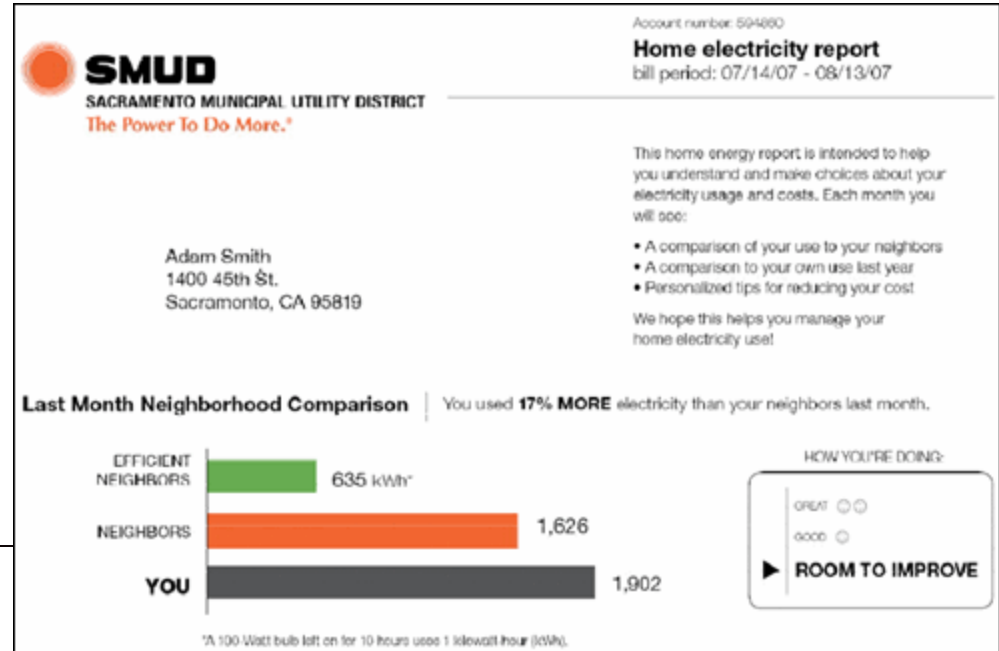 Account number: 594860
Home electricity report
bill period: 07/14/07 - 08/13/07
SMUD
SACRAMENTO MUNICIPAL UTILITY DISTRICT
The Power To Do More.®
This home energy report is intended to help
you understand and make choices about your
electricity usage and costs. Each month you
will see:
• A comparison of your use to your neighbors
• A comparison to your own use last year
• Personalized tips for reducing your cost
We hope this helps you manage your
home electricity use!
Adam Smith
1400 45th St.
Sacramento, CA 95819
Last Month Neighborhood Comparison
You used 17% MORE electricity than your neighbors last month.
EFFICIENT
NEIGHBORS
635 kWh*
NEIGHBORS
1,626
YOU
1,902
HOW YOU'RE DOING:
GREAT
GOOD
ROOM TO IMPROVE
*A 100-Watt bulb left on for 10 hours uses 1 kilowatt-hour (kWh).